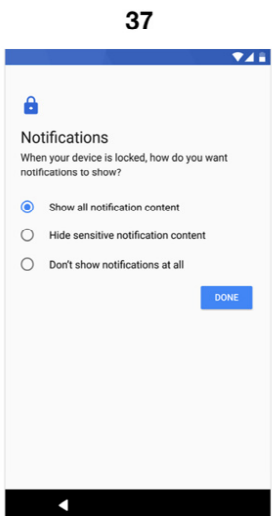 37
Notifications
When your device is locked, how do you want
notifications to show?
Show all notification content
Hide sensitive notification content
Don't show notifications at all
DONE